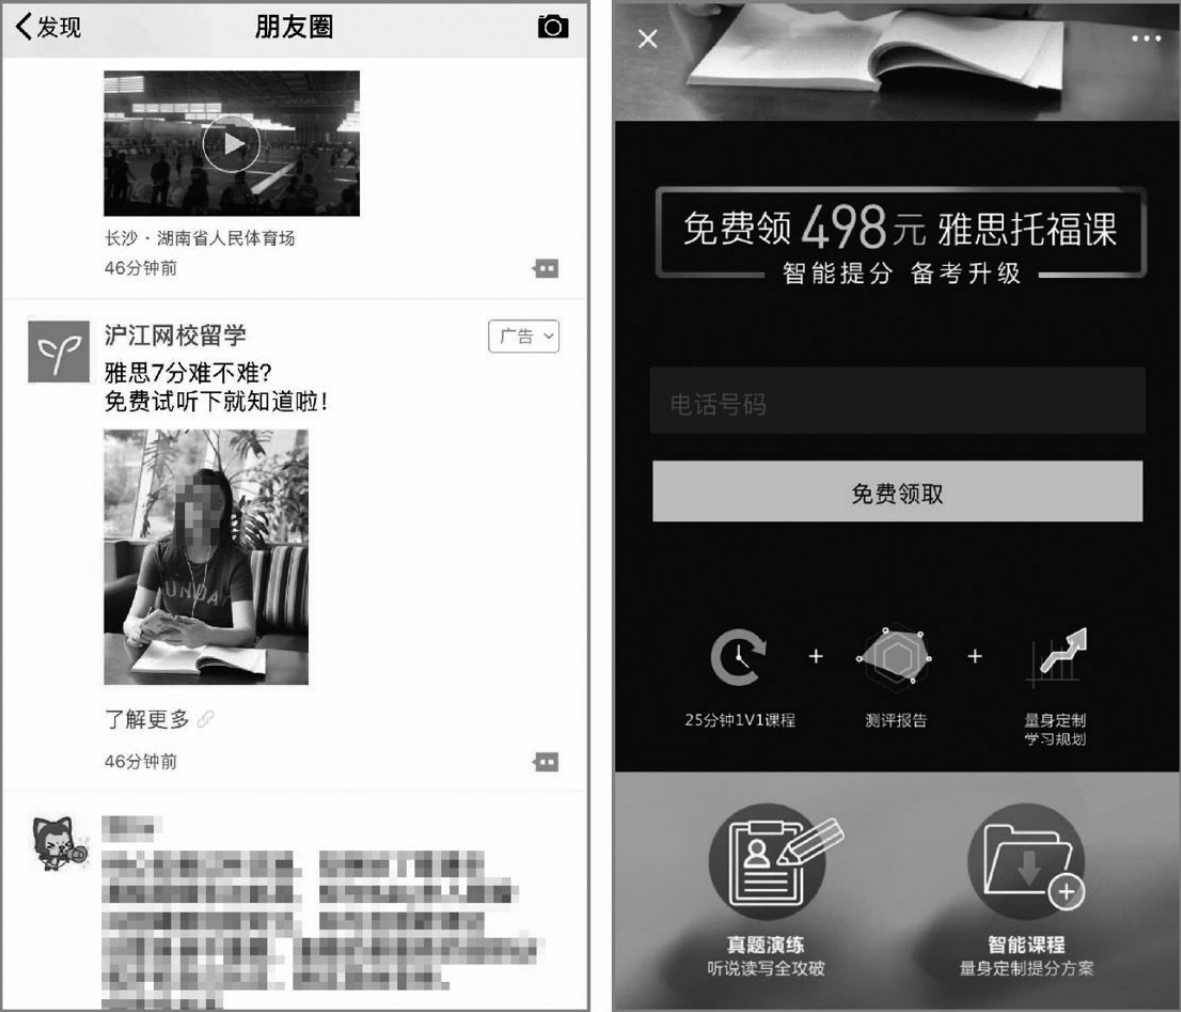 发现
朋友圈
长沙·湖南省人民体育场
46分钟前
沪江网校留学
广告
雅思7分难不难?
免费试听下就知道啦!
SUNDAY
了解更多
46分钟前
免费领 498元 雅思托福课
智能提分 备考升级
电话号码
免费领取
25分钟1V1课程
+
测评报告
+
量身定制
学习规划
真题演练
听说读写全攻破
智能课程
量身定制提分方案